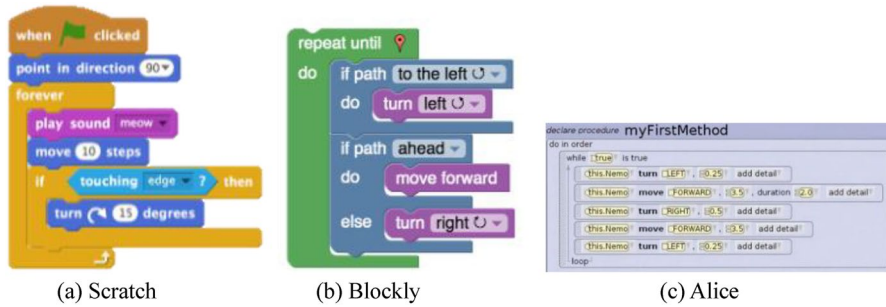 when clicked
point in direction 90
forever
play sound meow
move 10 steps
if touching edge ? then
turn 15 degrees
(a) Scratch
repeat until
do if path to the left
do turn left
if path ahead
do move forward
else turn right
(b) Blockly
declare procedure myFirstMethod
do in order
while true is true
this.Nemo turn LEFT , 0.25 add detail
this.Nemo move FORWARD , 3.5 , duration 2.0 add detail
this.Nemo turn RIGHT , 0.5 add detail
this.Nemo move FORWARD , 3.5 add detail
this.Nemo turn LEFT , 0.25 add detail
loop
(c) Alice